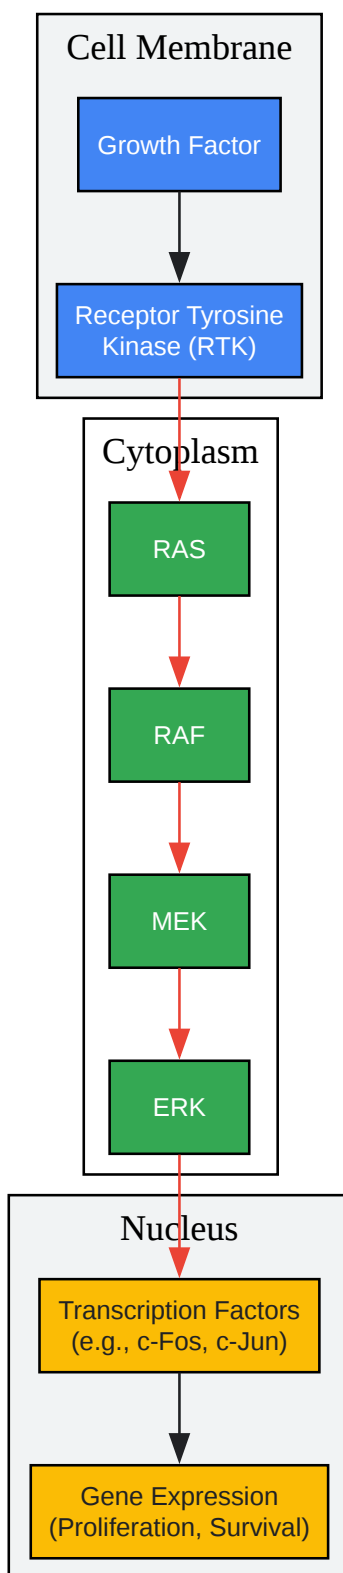 Cell Membrane
Growth Factor
Receptor Tyrosine
Kinase (RTK)
Cytoplasm
RAS
RAF
MEK
ERK
Nucleus
Transcription Factors
(e.g., c-Fos, c-Jun)
Gene Expression
(Proliferation, Survival)